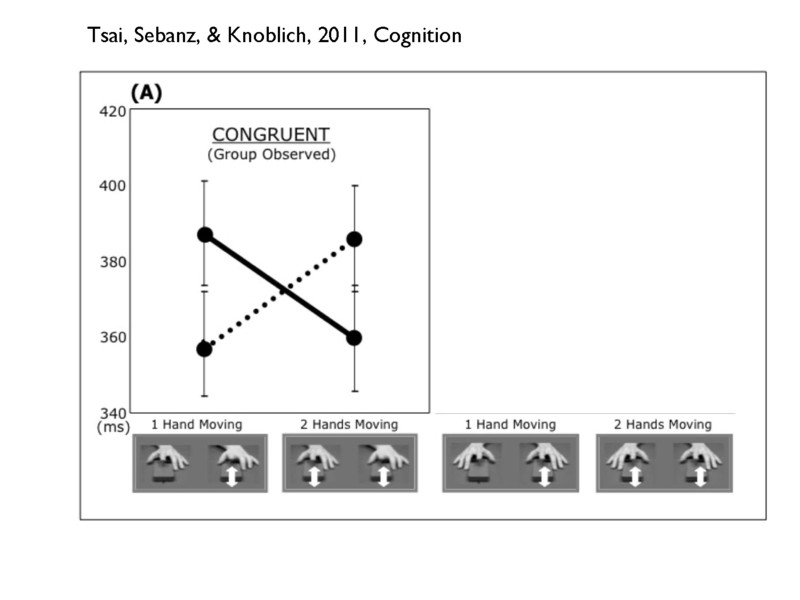 Tsai, Sebanz, & Knoblich, 2011, Cognition
(A)
420
CONGRUENT
(Group Observed)
400
380
360
340
(ms)
1 Hand Moving
2 Hands Moving
1 Hand Moving
2 Hands Moving